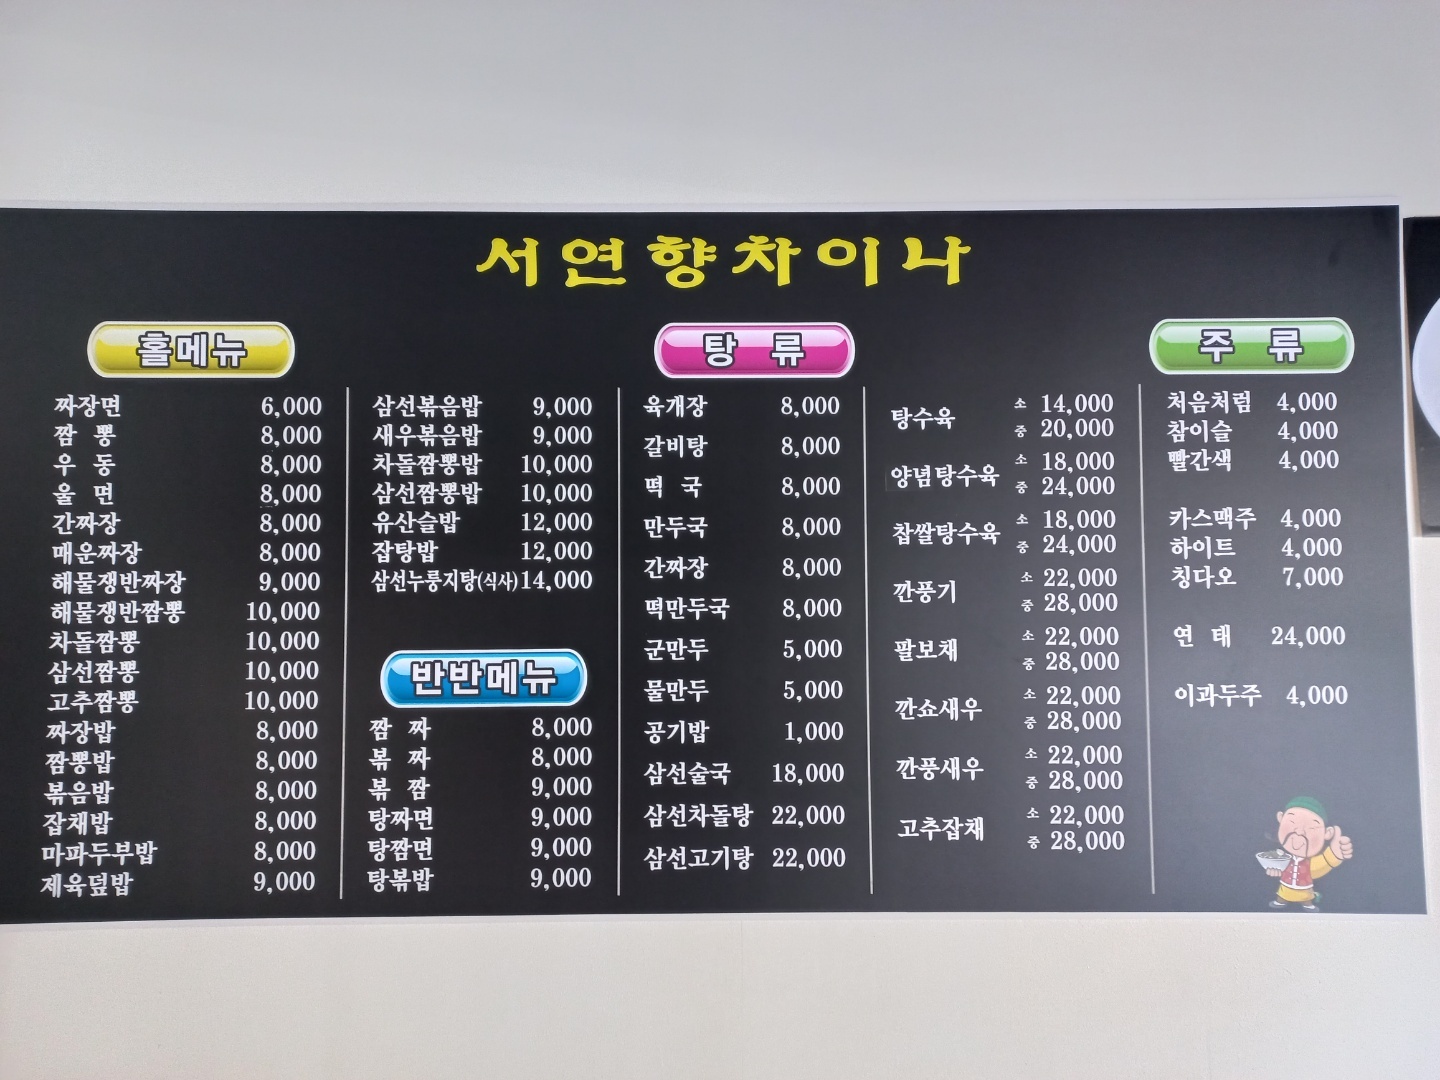 서연향차이나
홀메뉴
짜장면 6,000
짬 뽕 8,000
우 동 8,000
울 면 8,000
간짜장 8,000
매운짜장 8,000
해물쟁반짜장 9,000
해물쟁반짬뽕 10,000
차돌짬뽕 10,000
삼선짬뽕 10,000
고추짬뽕 10,000
짜장밥 8,000
짬뽕밥 8,000
볶음밥 8,000
잡채밥 8,000
마파두부밥 8,000
제육덮밥 9,000
삼선볶음밥 9,000
새우볶음밥 9,000
차돌짬뽕밥 10,000
삼선짬뽕밥 10,000
유산슬밥 12,000
잡탕밥 12,000
삼선누룽지탕(식사) 14,000
반반메뉴
짬 짜 8,000
볶 짜 8,000
볶 짬 9,000
탕짜면 9,000
탕짬면 9,000
탕볶밥 9,000
탕 류
육개장 8,000
갈비탕 8,000
떡 국 8,000
만두국 8,000
간짜장 8,000
떡만두국 8,000
군만두 5,000
물만두 5,000
공기밥 1,000
삼선술국 18,000
삼선차돌탕 22,000
삼선고기탕 22,000
탕수육 소 14,000
중 20,000
양념탕수육 소 18,000
중 24,000
찹쌀탕수육 소 18,000
중 24,000
깐풍기 소 22,000
중 28,000
팔보채 소 22,000
중 28,000
깐쇼새우 소 22,000
중 28,000
깐풍새우 소 22,000
중 28,000
고추잡채 소 22,000
중 28,000
주 류
처음처럼 4,000
참이슬 4,000
빨간색 4,000
카스맥주 4,000
하이트 4,000
칭다오 7,000
연 태 24,000
이과두주 4,000